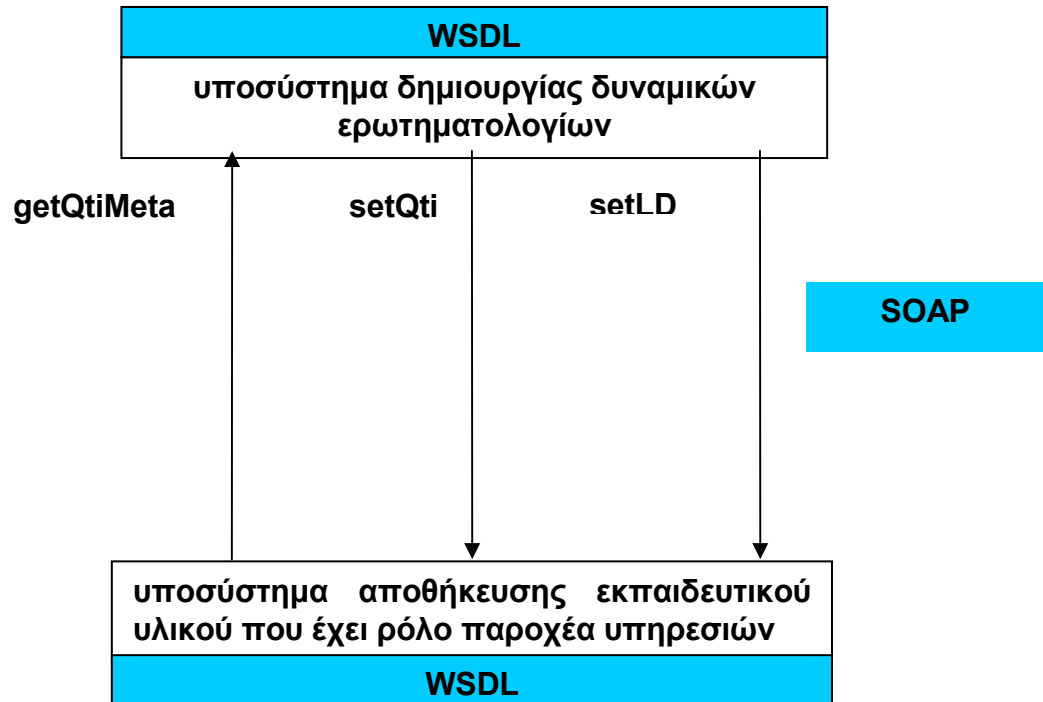 WSDL
υποσύστημα δημιουργίας δυναμικών
ερωτηματολογίων
getQtiMeta setQti setLD
SOAP
υποσύστημα αποθήκευσης εκπαιδευτικού
υλικού που έχει ρόλο παροχέα υπηρεσιών
WSDL